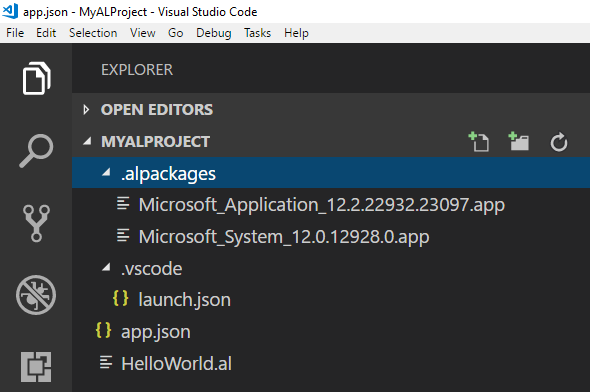 app.json - MyALProject - Visual Studio Code
File Edit Selection View Go Debug Tasks Help
EXPLORER
OPEN EDITORS
MYALPROJECT
.alpackages
Microsoft_Application_12.2.22932.23097.app
Microsoft_System_12.0.12928.0.app
.vscode
{ } launch.json
{ } app.json
HelloWorld.al